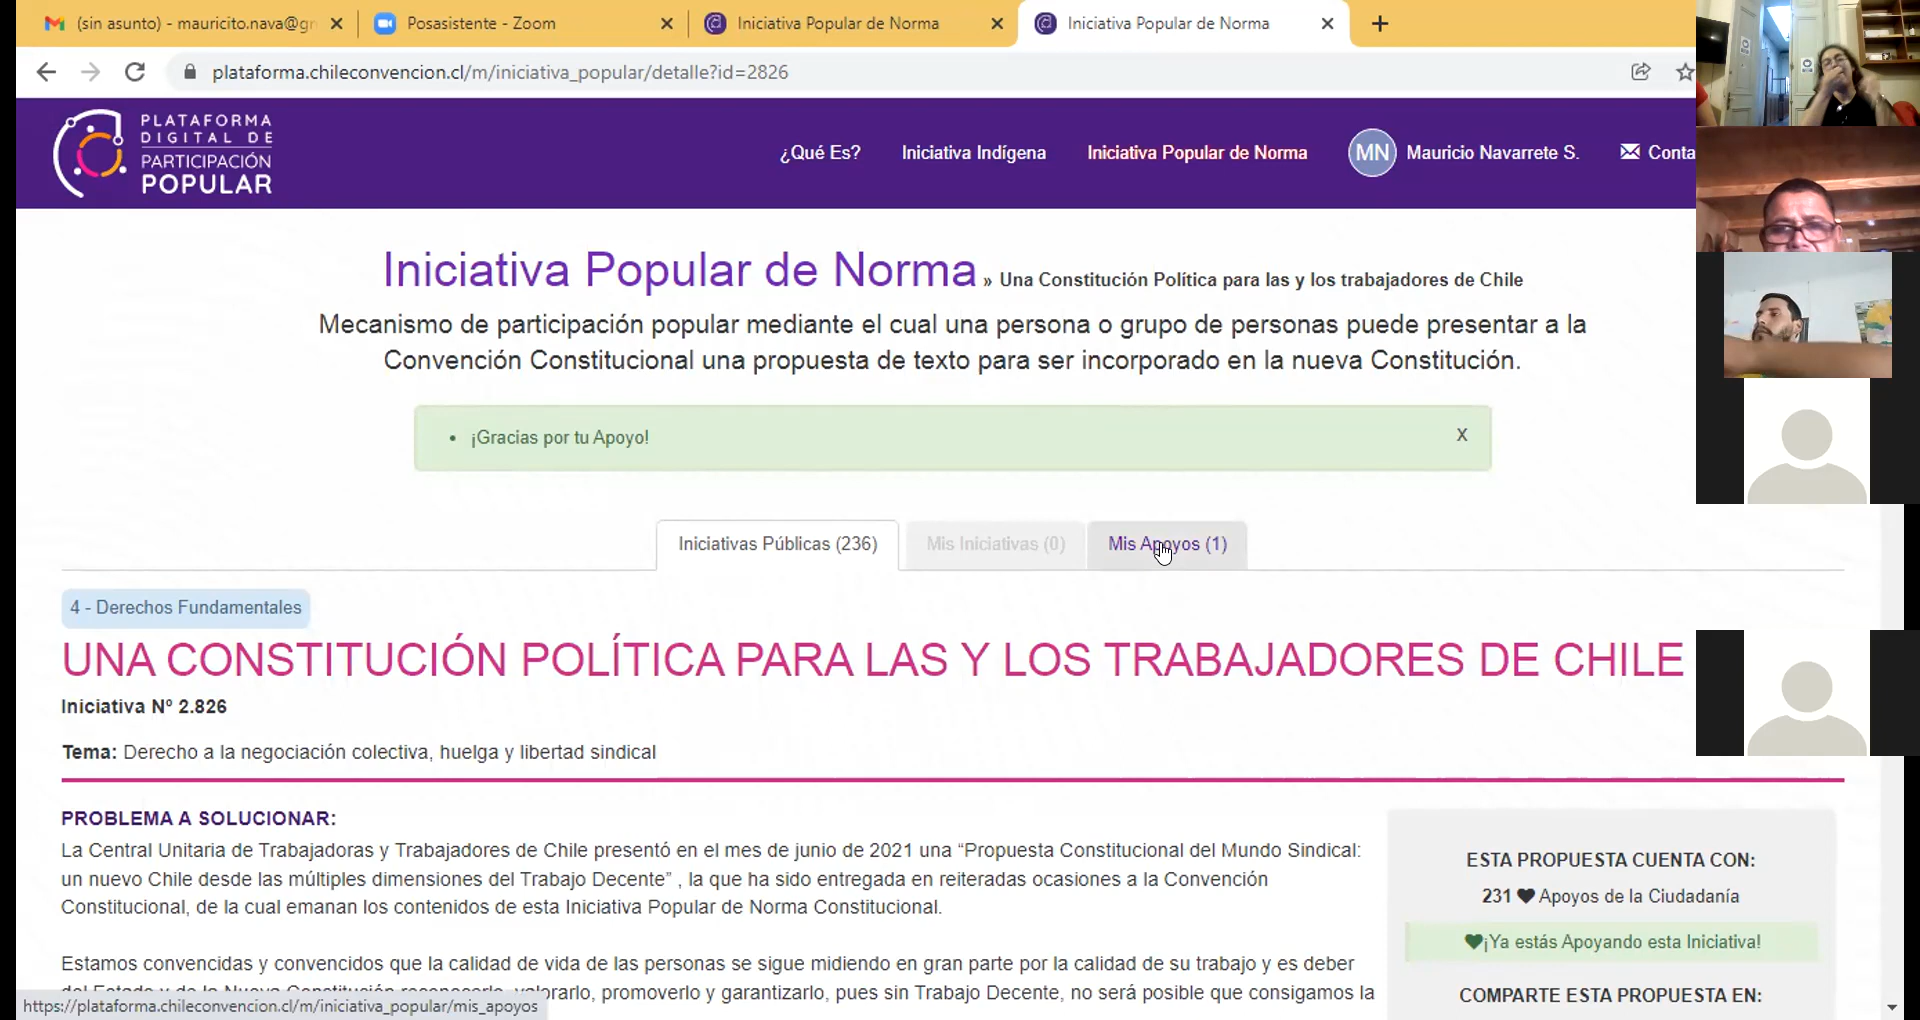 (sin asunto) - mauricito.nava@gr
Posasistente - Zoom
Iniciativa Popular de Norma
Iniciativa Popular de Norma
plataforma.chileconvencion.cl/m/iniciativa_popular/detalle?id=2826
PLATAFORMA
DIGITAL DE
PARTICIPACIÓN
POPULAR
¿Qué Es?
Iniciativa Indígena
Iniciativa Popular de Norma
MN
Mauricio Navarrete S.
Conta
Iniciativa Popular de Norma » Una Constitución Política para las y los trabajadores de Chile
Mecanismo de participación popular mediante el cual una persona o grupo de personas puede presentar a la
Convención Constitucional una propuesta de texto para ser incorporado en la nueva Constitución.
• ¡Gracias por tu Apoyo!
X
Iniciativas Públicas (236)
Mis Iniciativas (0)
Mis Apoyos (1)
4 - Derechos Fundamentales
UNA CONSTITUCIÓN POLÍTICA PARA LAS Y LOS TRABAJADORES DE CHILE
Iniciativa Nº 2.826
Tema: Derecho a la negociación colectiva, huelga y libertad sindical
PROBLEMA A SOLUCIONAR:
La Central Unitaria de Trabajadoras y Trabajadores de Chile presentó en el mes de junio de 2021 una “Propuesta Constitucional del Mundo Sindical:
un nuevo Chile desde las múltiples dimensiones del Trabajo Decente” , la que ha sido entregada en reiteradas ocasiones a la Convención
Constitucional, de la cual emanan los contenidos de esta Iniciativa Popular de Norma Constitucional.
Estamos convencidas y convencidos que la calidad de vida de las personas se sigue midiendo en gran parte por la calidad de su trabajo y es deber
del Estado y de la Nueva Constitución reconocerlo, valorarlo, promoverlo y garantizarlo, pues sin Trabajo Decente, no será posible que consigamos la
ESTA PROPUESTA CUENTA CON:
231 ♥ Apoyos de la Ciudadanía
♥¡Ya estás Apoyando esta Iniciativa!
COMPARTE ESTA PROPUESTA EN:
https://plataforma.chileconvencion.cl/m/iniciativa_popular/mis_apoyos